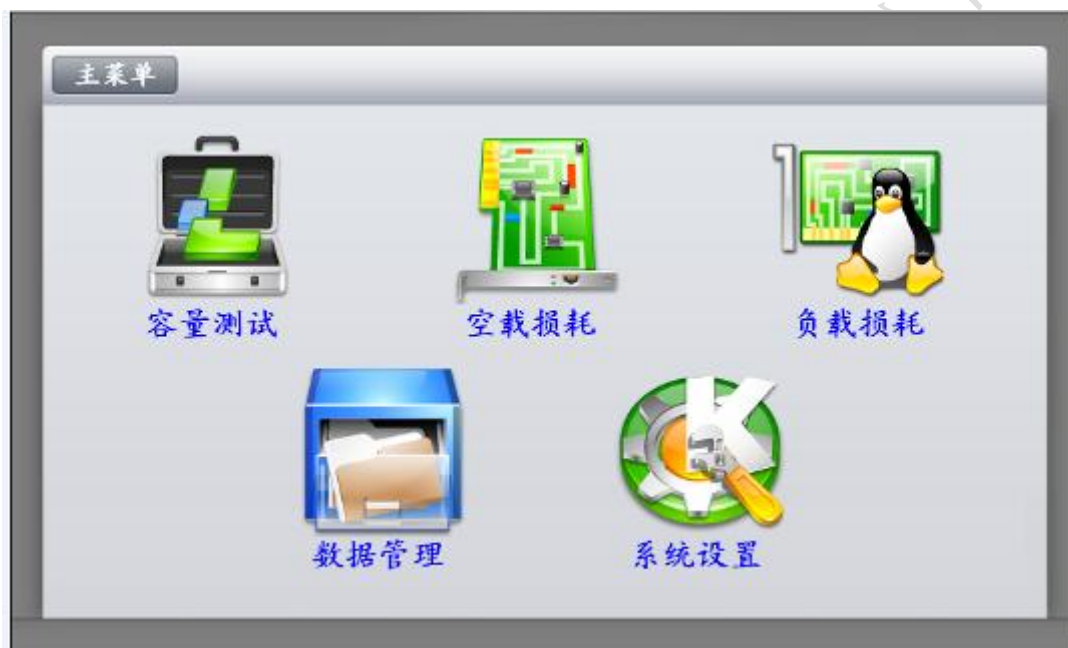 主菜单
容量测试
空载损耗
负载损耗
数据管理
系统设置